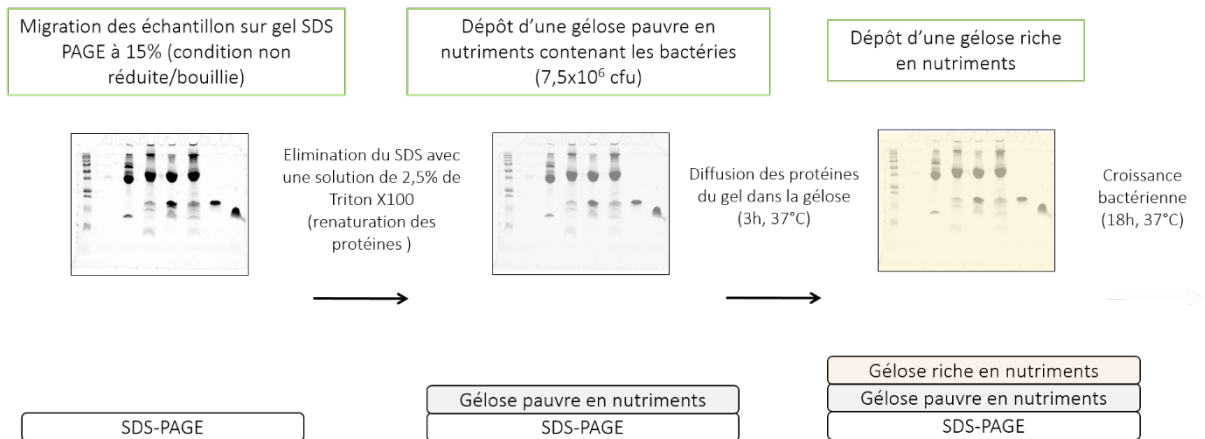 Migration des échantillon sur gel SDS
PAGE à 15% (condition non
réduite/bouillie)
Dépôt d’une gélose pauvre en
nutriments contenant les bactéries
(7,5x10⁶ cfu)
Dépôt d’une gélose riche
en nutriments
Elimination du SDS avec
une solution de 2,5% de
Triton X100
(renaturation des
protéines )
Diffusion des protéines
du gel dans la gélose
(3h, 37°C)
Croissance
bactérienne
(18h, 37°C)
SDS-PAGE
Gélose pauvre en nutriments
SDS-PAGE
Gélose riche en nutriments
Gélose pauvre en nutriments
SDS-PAGE